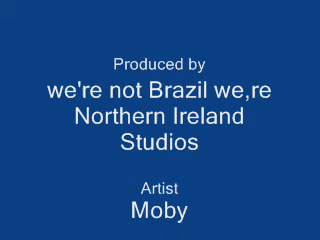 Produced by
we're not Brazil we,re
Northern Ireland
Studios
Artist
Moby